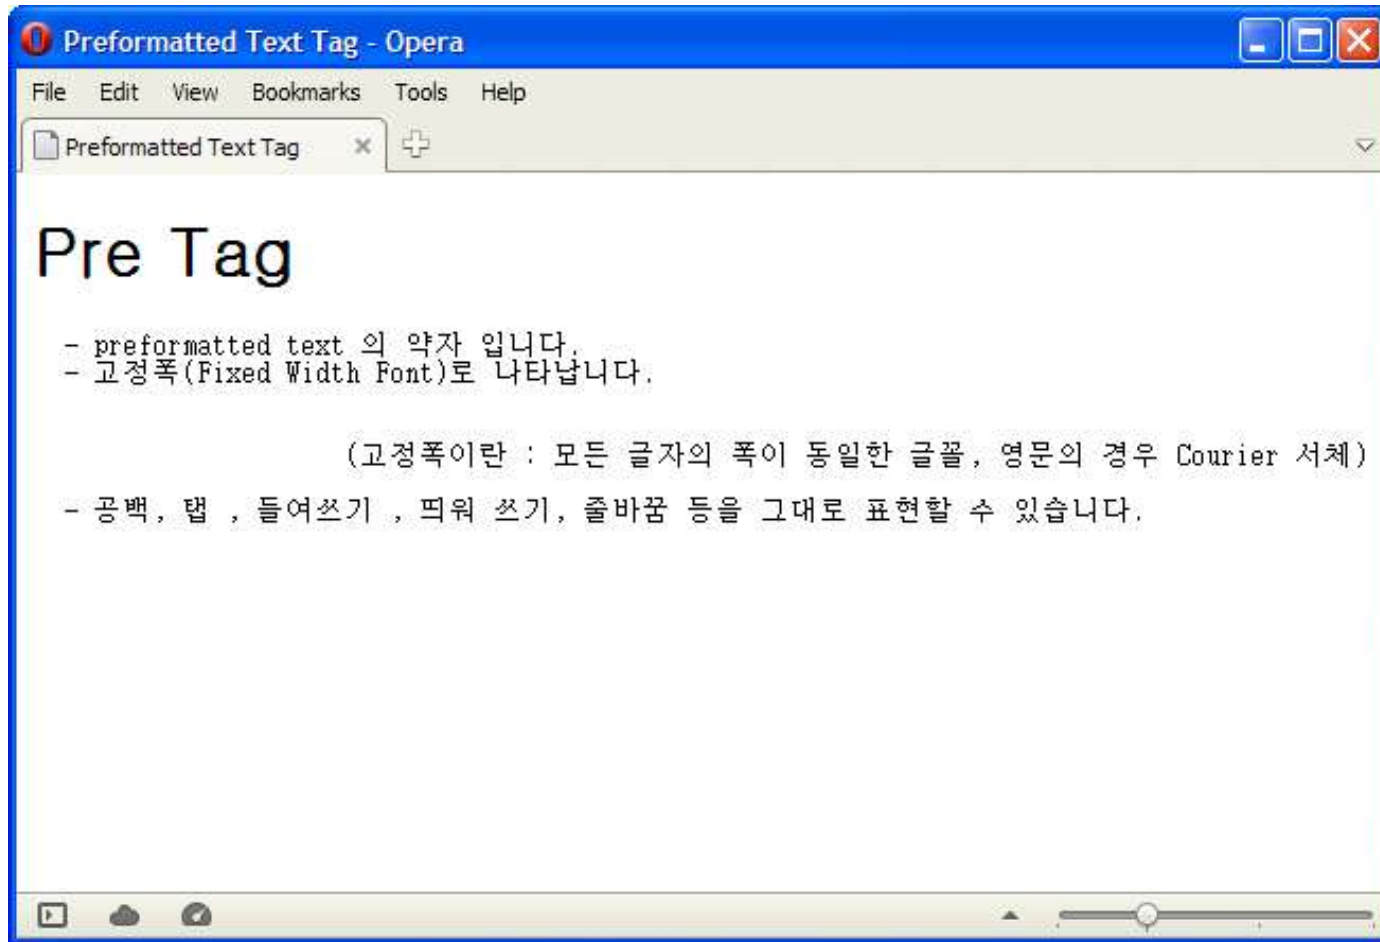 Preformatted Text Tag - Opera
File Edit View Bookmarks Tools Help
Preformatted Text Tag
Pre Tag
- preformatted text 의 약자 입니다.
- 고정폭(Fixed Width Font)로 나타납니다.
(고정폭이란 : 모든 글자의 폭이 동일한 글꼴, 영문의 경우 Courier 서체)
- 공백, 탭 , 들여쓰기 , 띄워 쓰기, 줄바꿈 등을 그대로 표현할 수 있습니다.